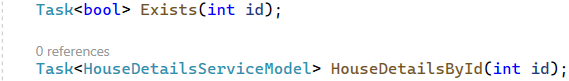 Task<bool> Exists(int id);
0 references
Task<HouseDetailsServiceModel> HouseDetailsById(int id);